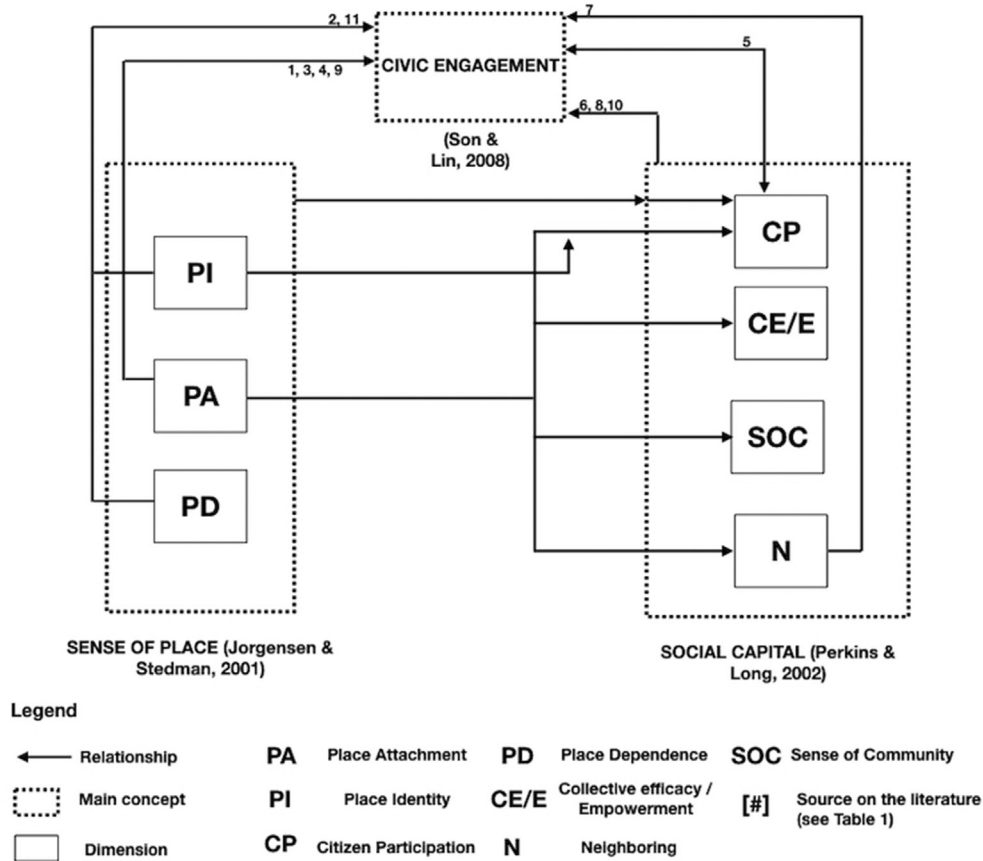 2, 11
7
5
1, 3, 4, 9
CIVIC ENGAGEMENT
6, 8,10
(Son &
Lin, 2008)
PI
PA
PD
CP
CE/E
SOC
N
SENSE OF PLACE (Jorgensen &
Stedman, 2001)
SOCIAL CAPITAL (Perkins &
Long, 2002)
Legend
Relationship
PA Place Attachment
PD Place Dependence
SOC Sense of Community
Main concept
PI Place Identity
CE/E Collective efficacy /
Empowerment
[#] Source on the literature
(see Table 1)
Dimension
CP Citizen Participation
N Neighboring